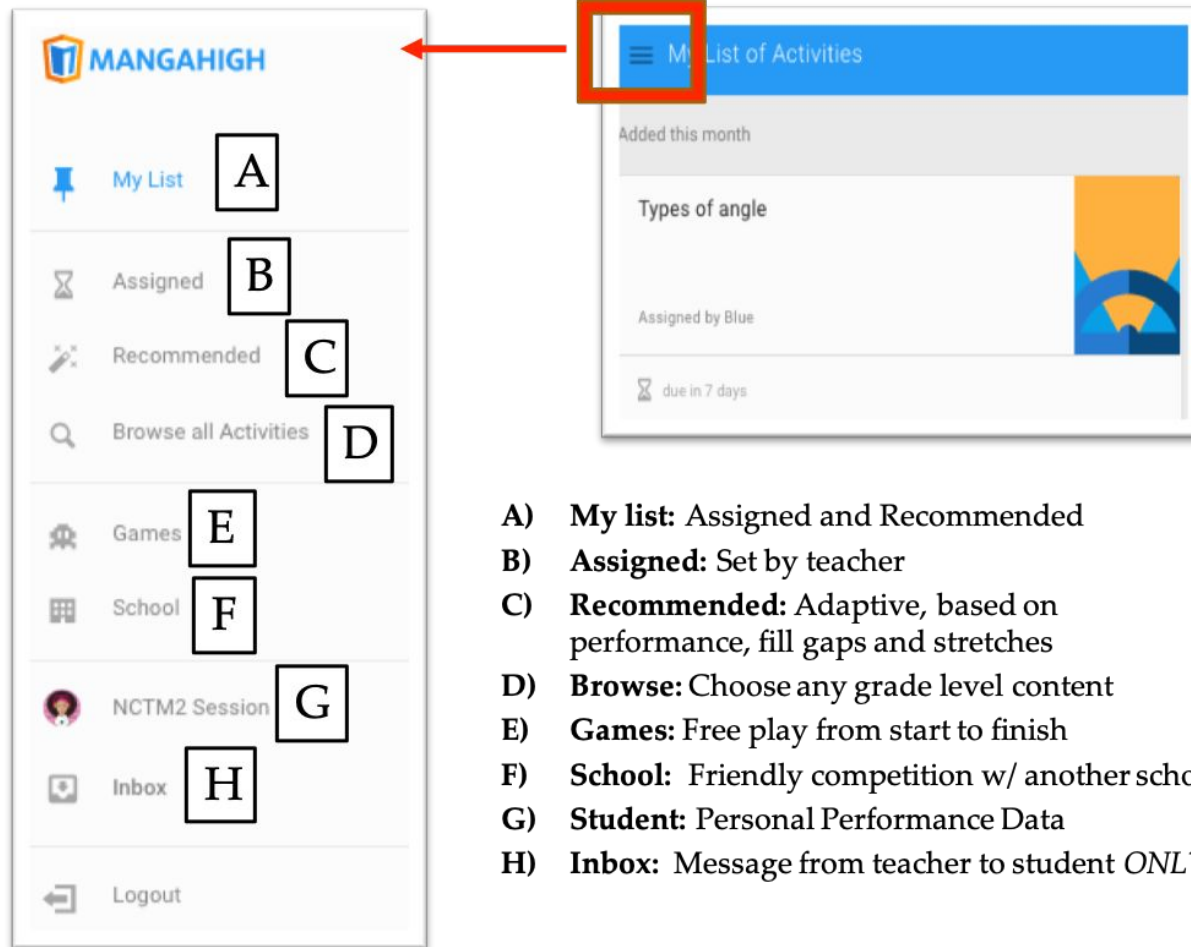 MANGAHIGH
My List
A
Assigned
B
Recommended
C
Browse all Activities
D
Games
E
School
F
NCTM2 Session
G
Inbox
H
Logout
My List of Activities
Added this month
Types of angle
Assigned by Blue
due in 7 days
A) My list: Assigned and Recommended
B) Assigned: Set by teacher
C) Recommended: Adaptive, based on
performance, fill gaps and stretches
D) Browse: Choose any grade level content
E) Games: Free play from start to finish
F) School: Friendly competition w/ another
G) Student: Personal Performance Data
H) Inbox: Message from teacher to student